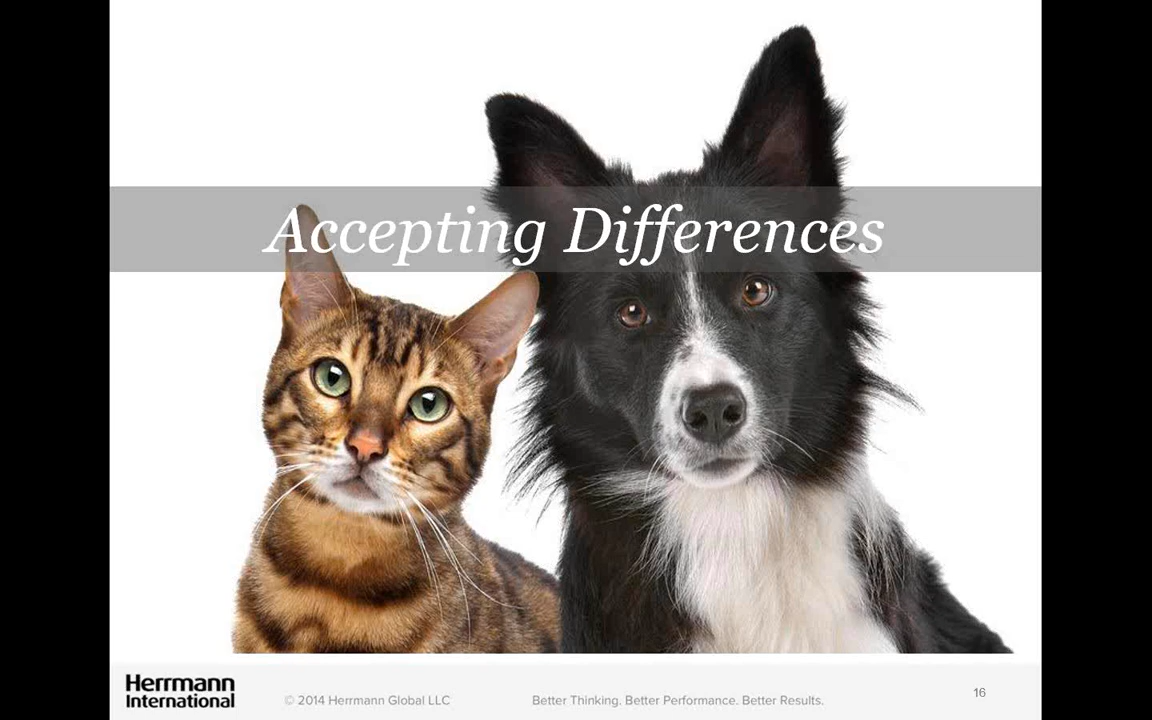 Accepting Differences
Herrmann
International
© 2014 Herrmann Global LLC
Better Thinking. Better Performance. Better Results.
16